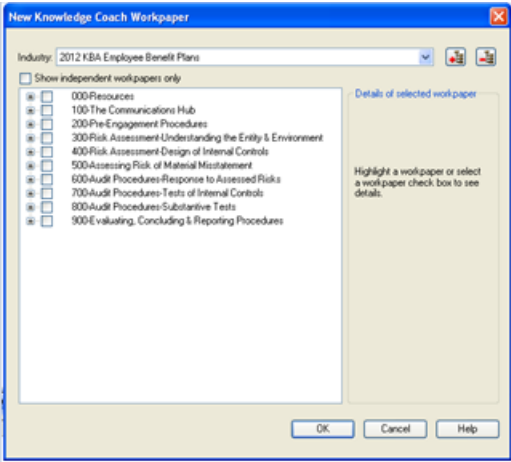 New Knowledge Coach Workpaper
Industry: 2012 KBA Employee Benefit Plans
Show independent workpapers only
000-Resources
100-The Communications Hub
200-Pre-Engagement Procedures
300-Risk Assessment-Understanding the Entity & Environment
400-Risk Assessment-Design of Internal Controls
500-Assessing Risk of Material Misstatement
600-Audit Procedures-Response to Assessed Risks
700-Audit Procedures-Tests of Internal Controls
800-Audit Procedures-Substantive Tests
900-Evaluating, Concluding & Reporting Procedures
Details of selected workpaper
Highlight a workpaper or select
a workpaper check box to see
details.
OK Cancel Help